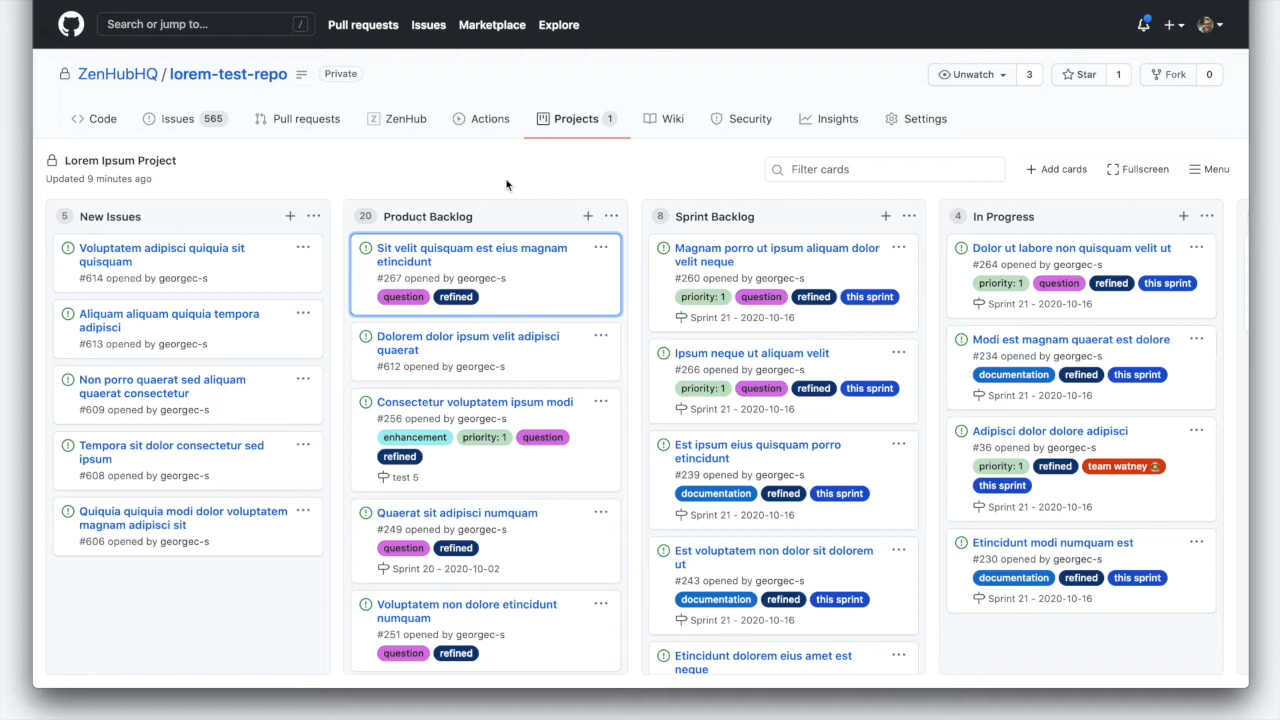 Search or jump to...
/
Pull requests
Issues
Marketplace
Explore
ZenHubHQ / lorem-test-repo
Private
Unwatch
3
Star
1
Fork
0
Code
Issues 565
Pull requests
Z ZenHub
Actions
Projects 1
Wiki
Security
Insights
Settings
Lorem Ipsum Project
Updated 9 minutes ago
Filter cards
Add cards
Fullscreen
Menu
5 New Issues
Voluptatem adipisci quiquia sit
quisquam
#614 opened by georgec-s
Aliquam aliquam quiquia tempora
adipisci
#613 opened by georgec-s
Non porro quaerat sed aliquam
quaerat consectetur
#609 opened by georgec-s
Tempora sit dolor consectetur sed
ipsum
#608 opened by georgec-s
Quiquia quiquia modi dolor voluptatem
magnam adipisci sit
#606 opened by georgec-s
20 Product Backlog
Sit velit quisquam est eius magnam
etincidunt
#267 opened by georgec-s
question refined
Dolorem dolor ipsum velit adipisci
quaerat
#612 opened by georgec-s
Consectetur voluptatem ipsum modi
#256 opened by georgec-s
enhancement priority: 1 question
refined
test 5
Quaerat sit adipisci numquam
#249 opened by georgec-s
question refined
Sprint 20 - 2020-10-02
Voluptatem non dolore etincidunt
numquam
#251 opened by georgec-s
question refined
8 Sprint Backlog
Magnam porro ut ipsum aliquam dolor
velit neque
#260 opened by georgec-s
priority: 1 question refined this sprint
Sprint 21 - 2020-10-16
Ipsum neque ut aliquam velit
#266 opened by georgec-s
priority: 1 question refined this sprint
Sprint 21 - 2020-10-16
Est ipsum eius quisquam porro
etincidunt
#239 opened by georgec-s
documentation refined this sprint
Sprint 21 - 2020-10-16
Est voluptatem non dolor sit dolorem
ut
#243 opened by georgec-s
documentation refined this sprint
Sprint 21 - 2020-10-16
Etincidunt dolorem eius amet est
neque
4 In Progress
Dolor ut labore non quisquam velit ut
#264 opened by georgec-s
priority: 1 question refined this sprint
Sprint 21 - 2020-10-16
Modi est magnam quaerat est dolore
#234 opened by georgec-s
documentation refined this sprint
Sprint 21 - 2020-10-16
Adipisci dolor dolore adipisci
#36 opened by georgec-s
priority: 1 refined team watney
this sprint
Sprint 21 - 2020-10-16
Etincidunt modi numquam est
#230 opened by georgec-s
documentation refined this sprint
Sprint 21 - 2020-10-16